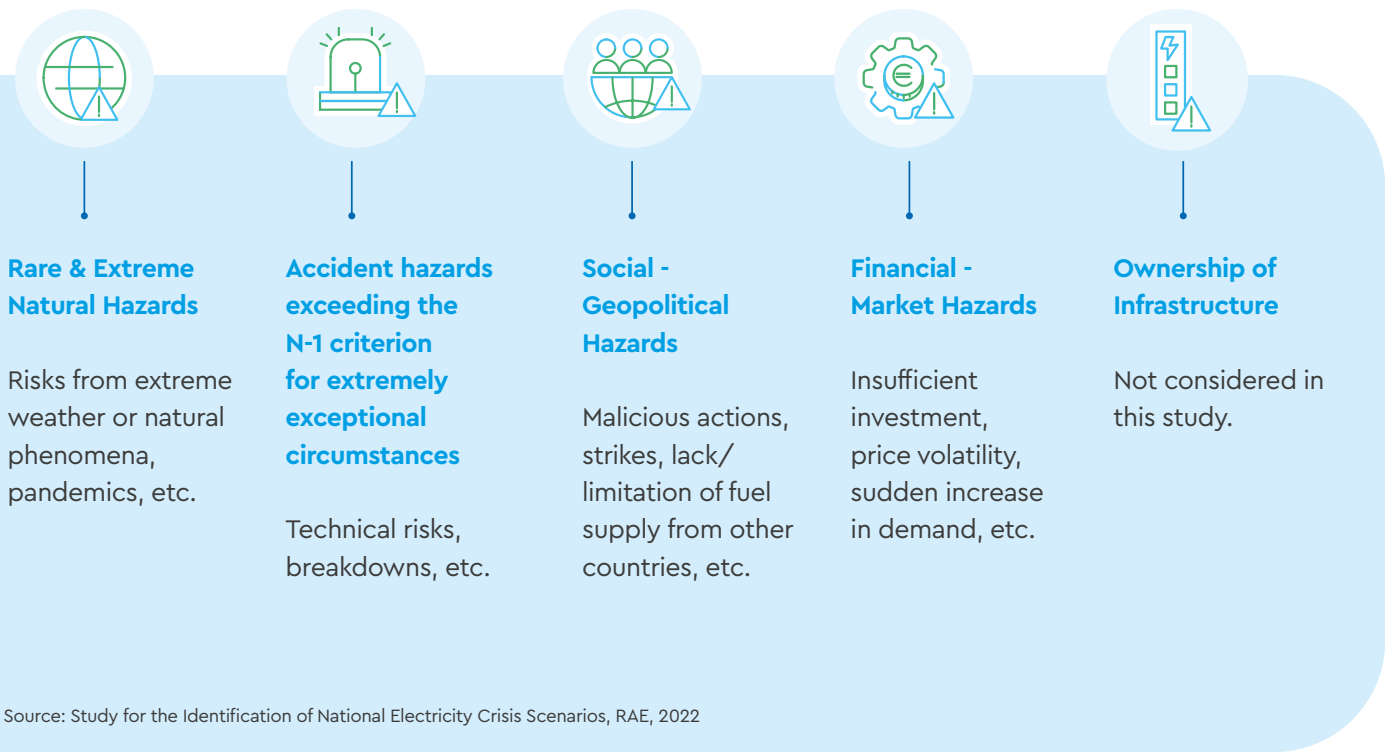 Rare & Extreme
Natural Hazards
Risks from extreme
weather or natural
phenomena,
pandemics, etc.
Accident hazards
exceeding the
N-1 criterion
for extremely
exceptional
circumstances
Technical risks,
breakdowns, etc.
Social -
Geopolitical
Hazards
Malicious actions,
strikes, lack/
limitation of fuel
supply from other
countries, etc.
Financial -
Market Hazards
Insufficient
investment,
price volatility,
sudden increase
in demand, etc.
Ownership of
Infrastructure
Not considered in
this study.
Source: Study for the Identification of National Electricity Crisis Scenarios, RAE, 2022